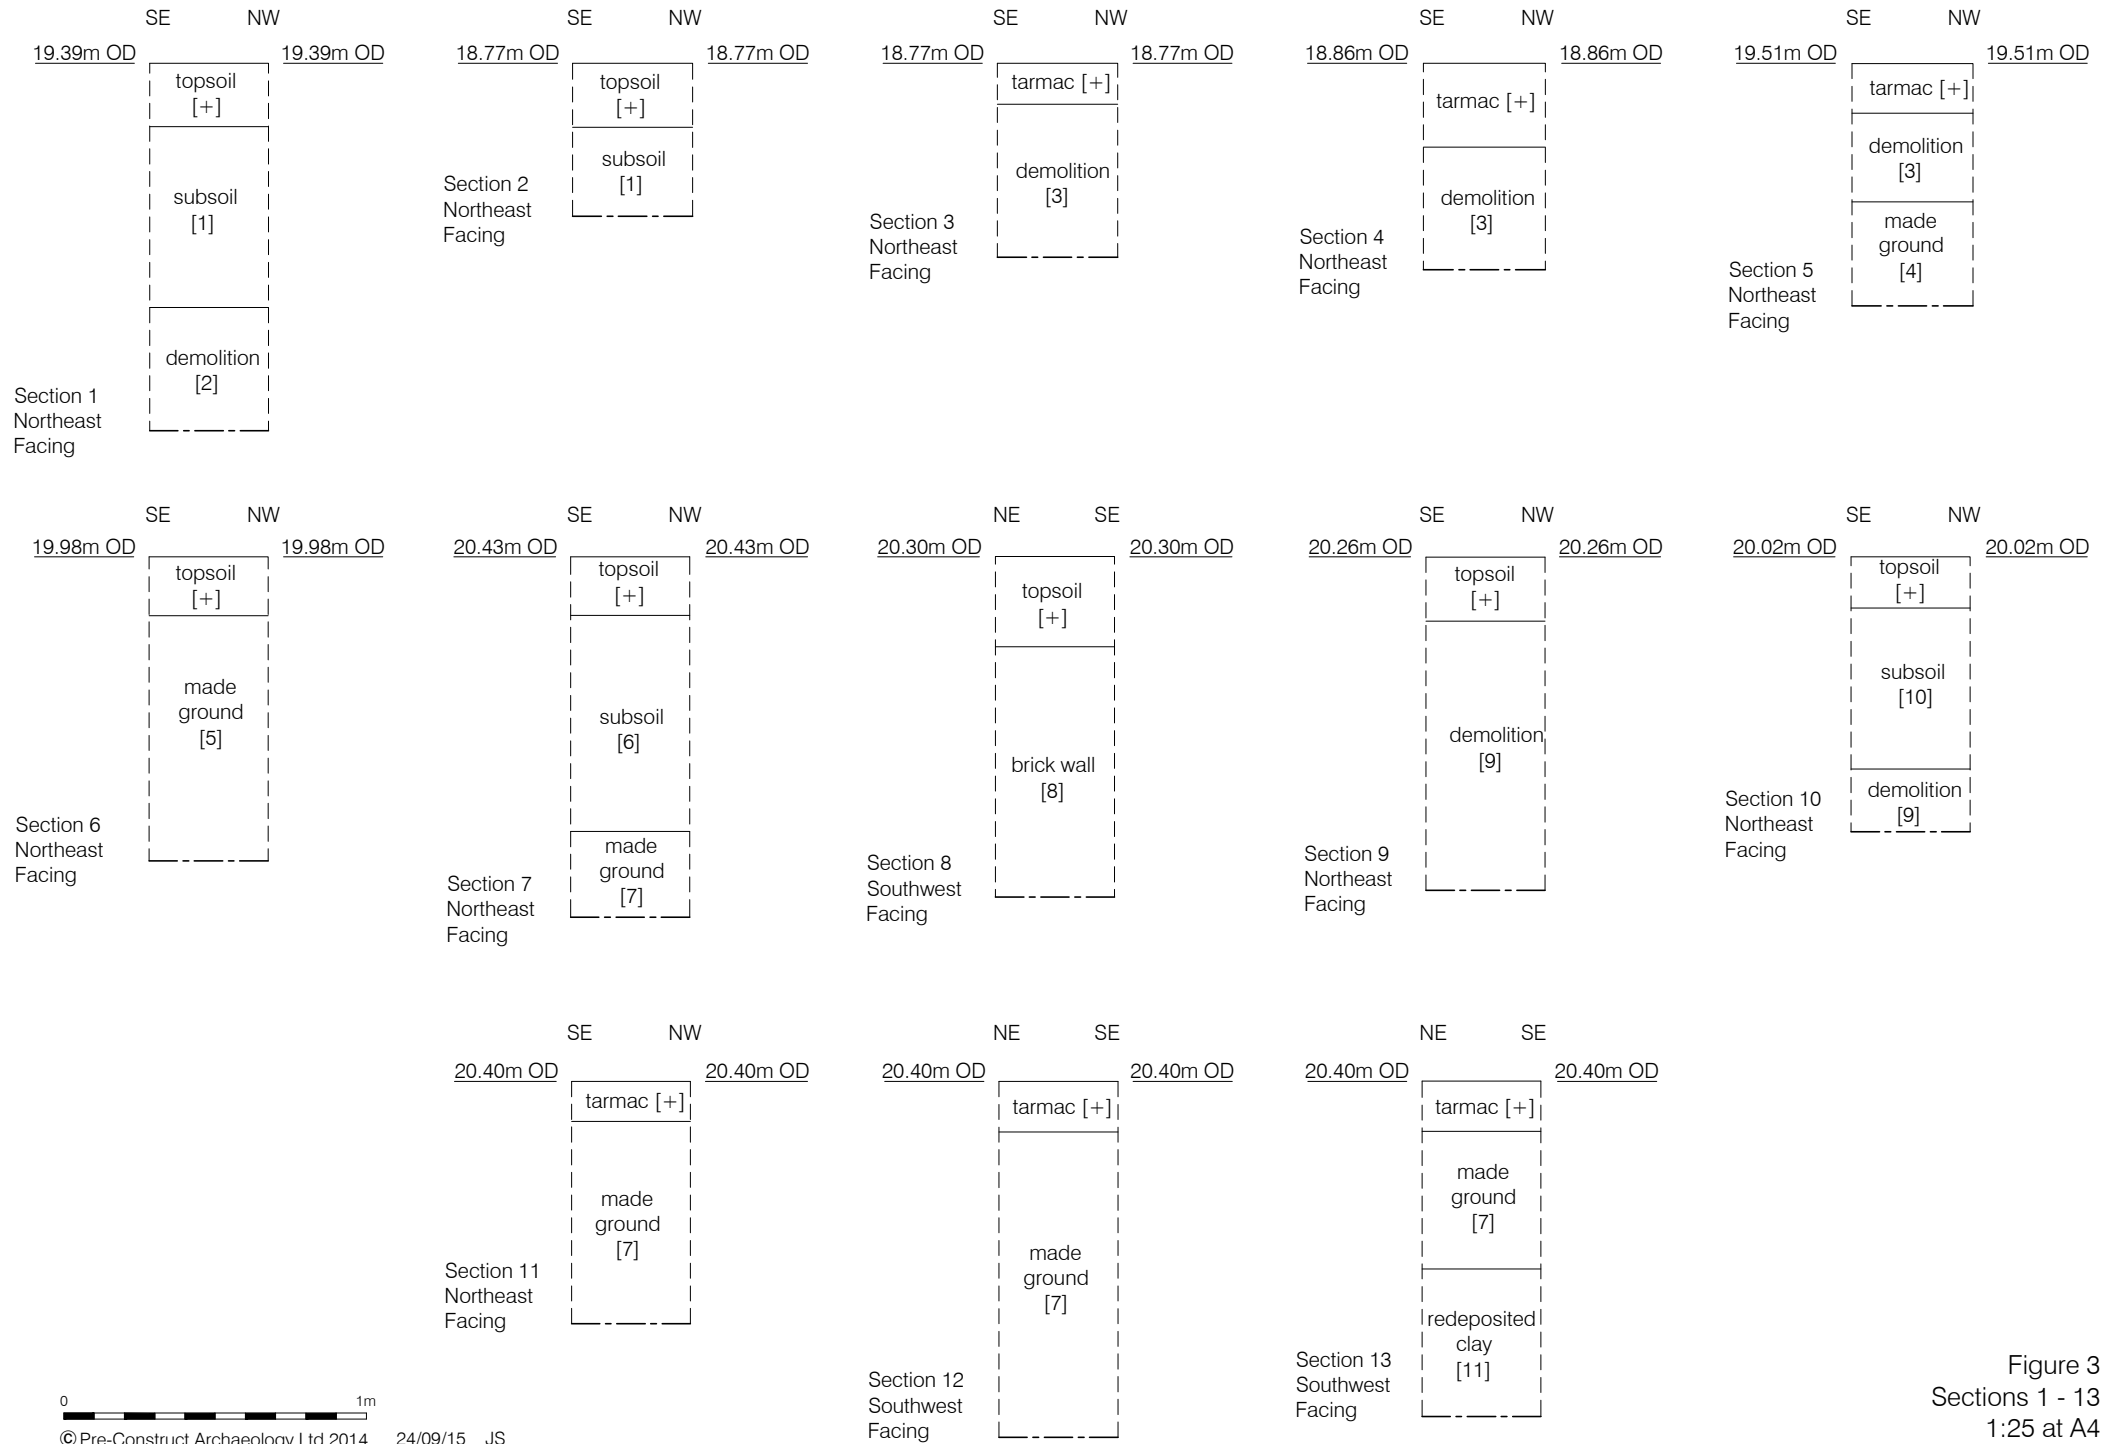 SE NW
19.39m OD 19.39m OD
topsoil
[+]
subsoil
[1]
demolition
[2]
Section 1
Northeast
Facing
SE NW
18.77m OD 18.77m OD
topsoil
[+]
subsoil
[1]
Section 2
Northeast
Facing
SE NW
18.77m OD 18.77m OD
tarmac [+]
demolition
[3]
Section 3
Northeast
Facing
SE NW
18.86m OD 18.86m OD
tarmac [+]
demolition
[3]
Section 4
Northeast
Facing
SE NW
19.51m OD 19.51m OD
tarmac [+]
demolition
[3]
made
ground
[4]
Section 5
Northeast
Facing
SE NW
19.98m OD 19.98m OD
topsoil
[+]
made
ground
[5]
Section 6
Northeast
Facing
SE NW
20.43m OD 20.43m OD
topsoil
[+]
subsoil
[6]
made
ground
[7]
Section 7
Northeast
Facing
NE SE
20.30m OD 20.30m OD
topsoil
[+]
brick wall
[8]
Section 8
Southwest
Facing
SE NW
20.26m OD 20.26m OD
topsoil
[+]
demolition
[9]
Section 9
Northeast
Facing
SE NW
20.02m OD 20.02m OD
topsoil
[+]
subsoil
[10]
demolition
[9]
Section 10
Northeast
Facing
SE NW
20.40m OD 20.40m OD
tarmac [+]
made
ground
[7]
Section 11
Northeast
Facing
NE SE
20.40m OD 20.40m OD
tarmac [+]
made
ground
[7]
Section 12
Southwest
Facing
NE SE
20.40m OD 20.40m OD
tarmac [+]
made
ground
[7]
redeposited
clay
[11]
Section 13
Southwest
Facing
0 1m
© Pre-Construct Archaeology Ltd 2014 24/09/15 JS
Figure 3
Sections 1 - 13
1:25 at A4